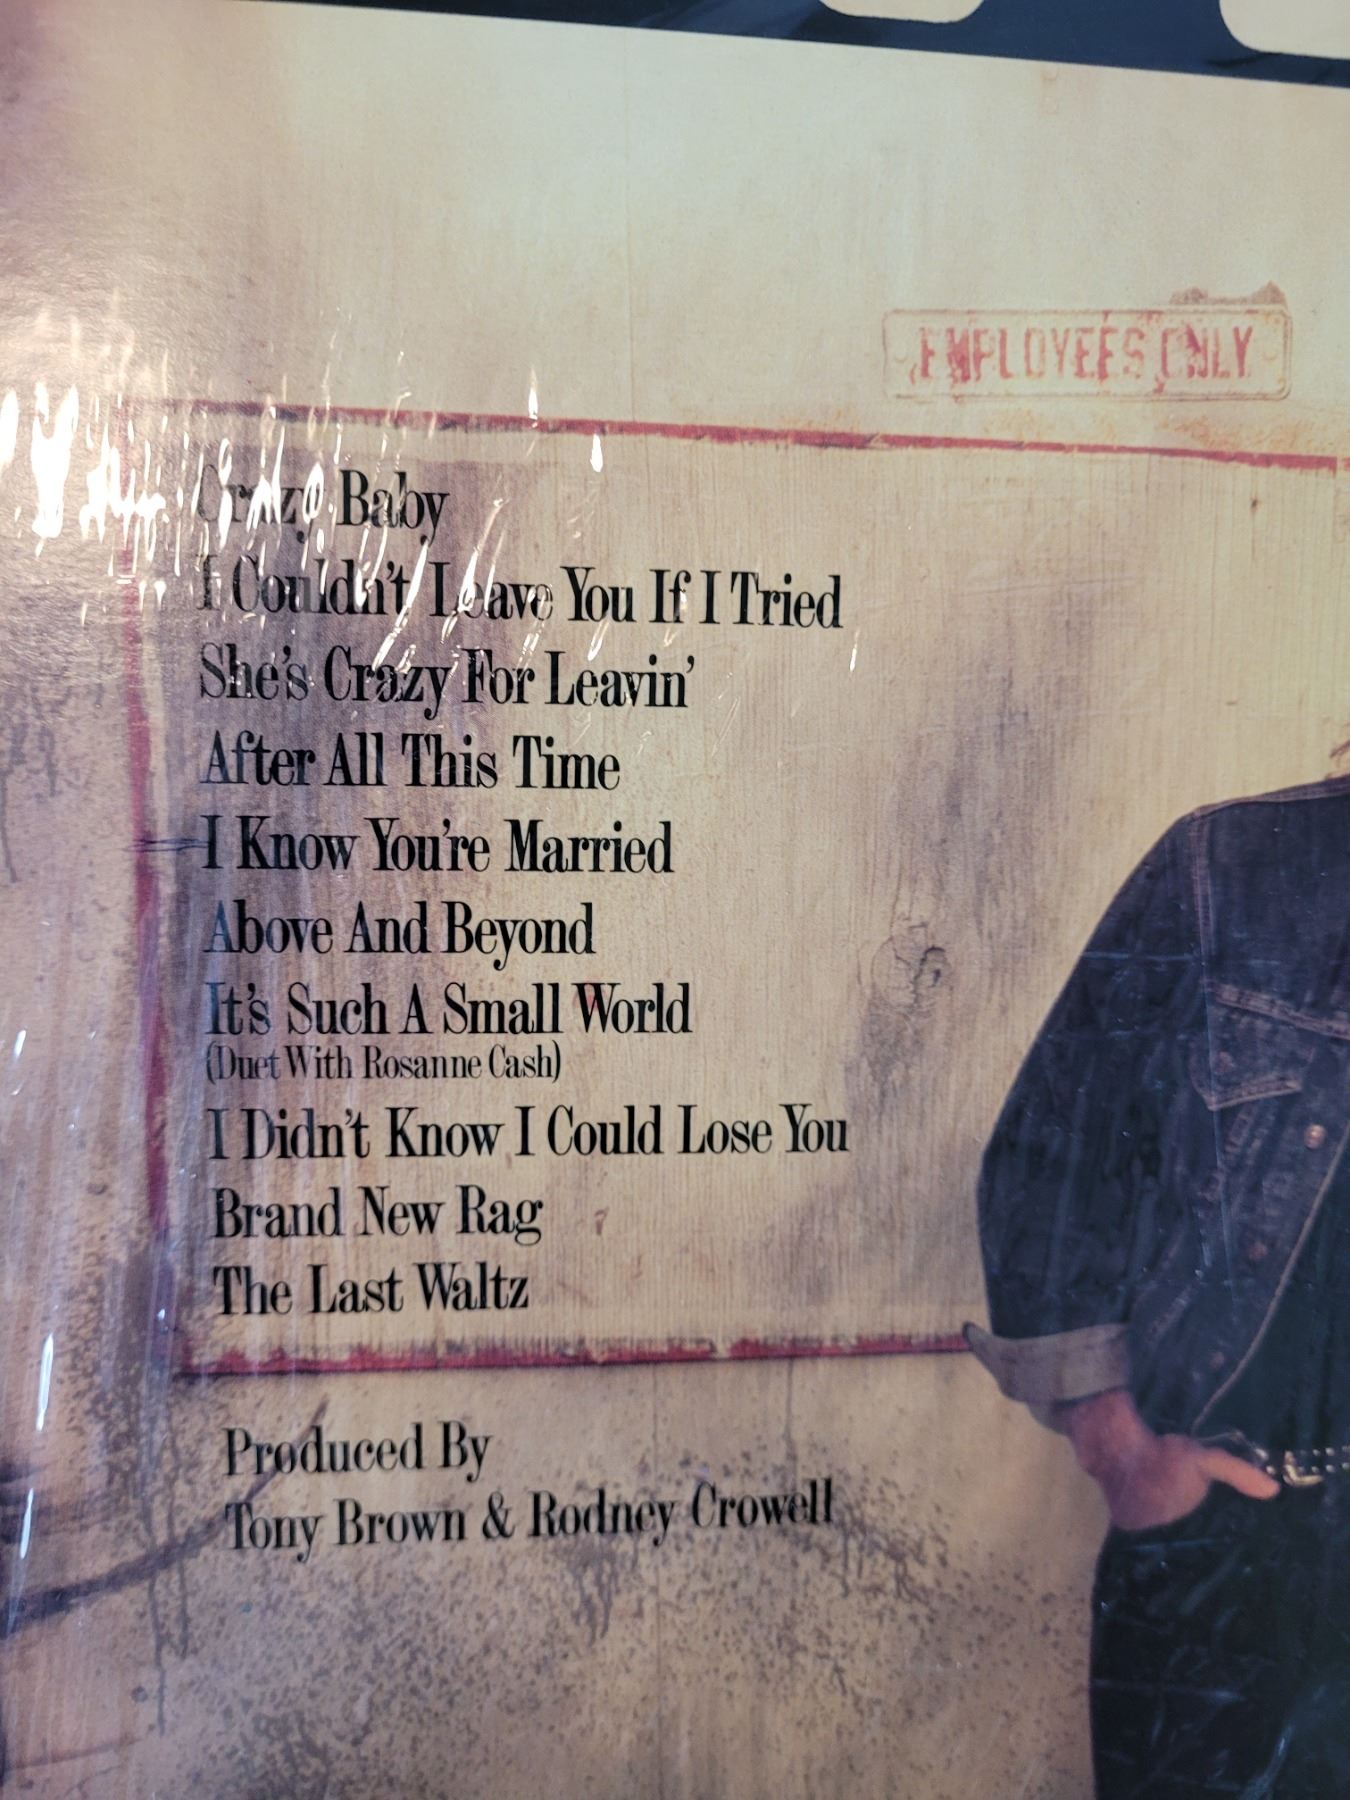 EMPLOYEES ONLY
Crazy Baby
I Couldn't Leave You If I Tried
She's Crazy For Leavin'
After All This Time
I Know You're Married
Above And Beyond
It's Such A Small World
(Duet With Rosanne Cash)
I Didn't Know I Could Lose You
Brand New Rag
The Last Waltz
Produced By
Tony Brown & Rodney Crowell